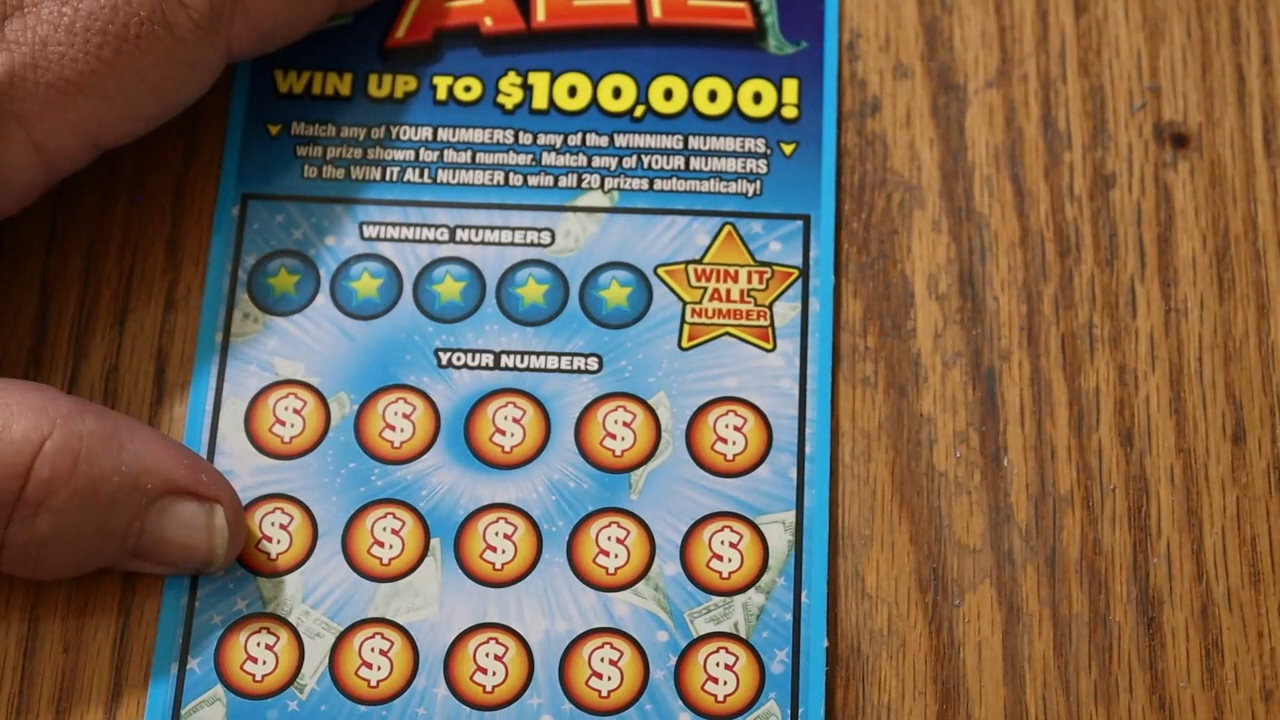 ALL
WIN UP TO $100,000!
Match any of YOUR NUMBERS to any of the WINNING NUMBERS,
win prize shown for that number. Match any of YOUR NUMBERS
to the WIN IT ALL NUMBER to win all 20 prizes automatically!
WINNING NUMBERS
WIN IT
ALL
NUMBER
YOUR NUMBERS
$ $ $ $ $
$ $ $ $ $
$ $ $ $ $